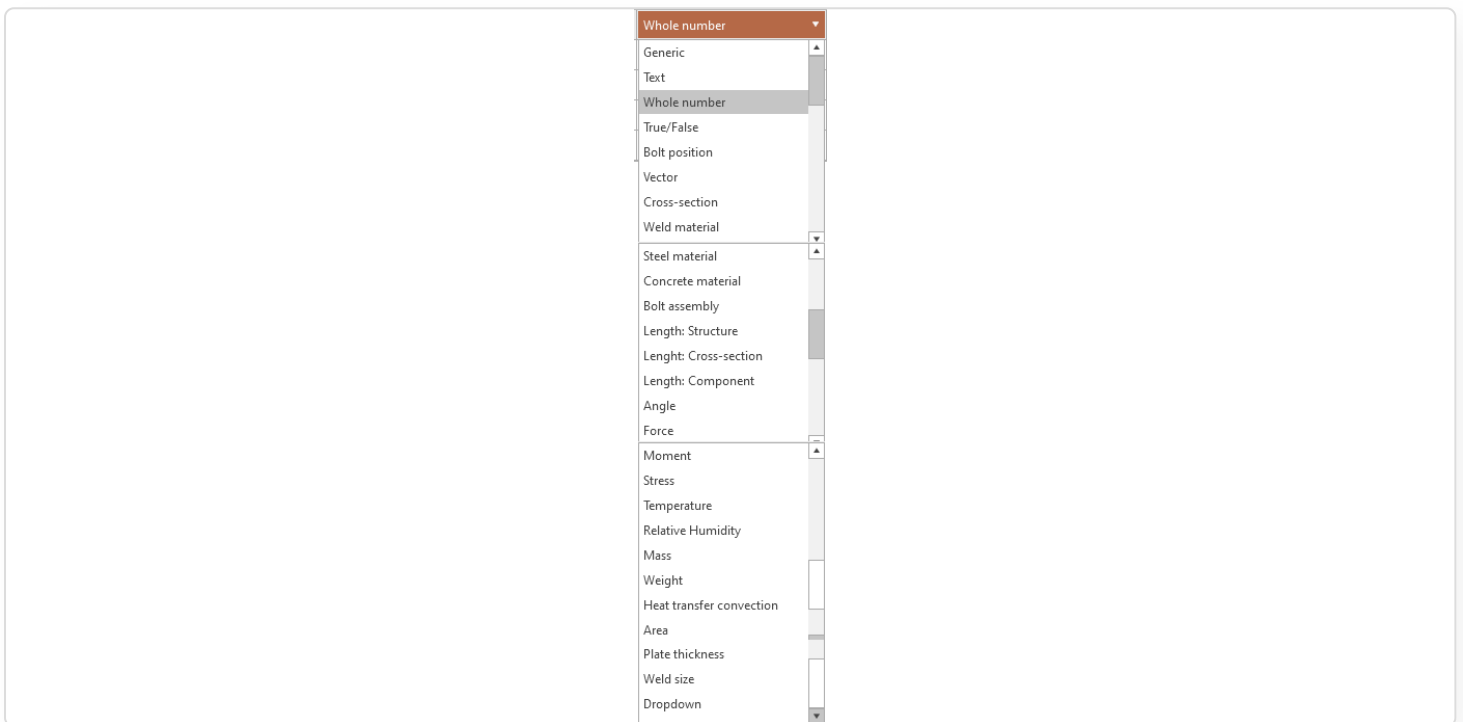 Whole number
Generic
Text
Whole number
True/False
Bolt position
Vector
Cross-section
Weld material
Steel material
Concrete material
Bolt assembly
Length: Structure
Lenght: Cross-section
Length: Component
Angle
Force
Moment
Stress
Temperature
Relative Humidity
Mass
Weight
Heat transfer convection
Area
Plate thickness
Weld size
Dropdown